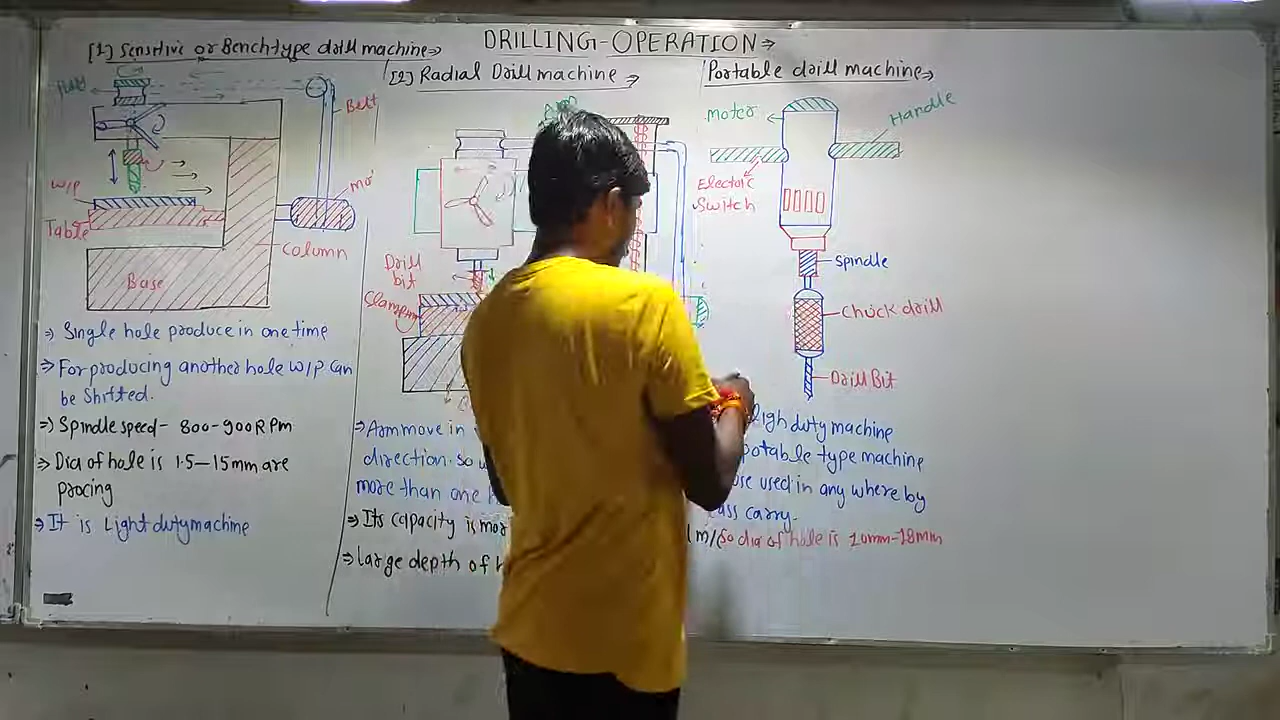 DRILLING-OPERATION⇒
[1] Sensitive or Bench type drill machine⇒
Belt
W/P
Table
Column
Base
⇒ Single hole produce in one time
⇒ For producing another hole W/P Can
be Shifted.
⇒ Spindle speed - 800-900 RPm
⇒ Dia of hole is 1.5-15mm are
procing
⇒ It is Light duty machine
[2] Radial Drill machine ⇒
Drill
bit
⇒ Arm move in
direction. so
more than one
⇒ Its capacity is mor
⇒ large depth of
Portable drill machine⇒
Motor
Handle
Electric
Switch
Spindle
Chuck drill
Drill Bit
ligh duty machine
potable type machine
use used in any where by
ass carry.
So dia of hole is 10mm-18mm